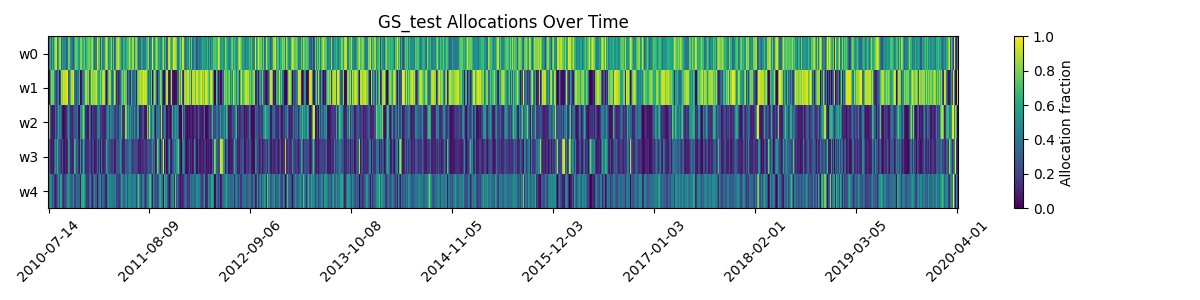 GS_test Allocations Over Time
w0
w1
w2
w3
w4
2010-07-14
2011-08-09
2012-09-06
2013-10-08
2014-11-05
2015-12-03
2017-01-03
2018-02-01
2019-03-05
2020-04-01
1.0
0.8
0.6
0.4
0.2
0.0
Allocation fraction